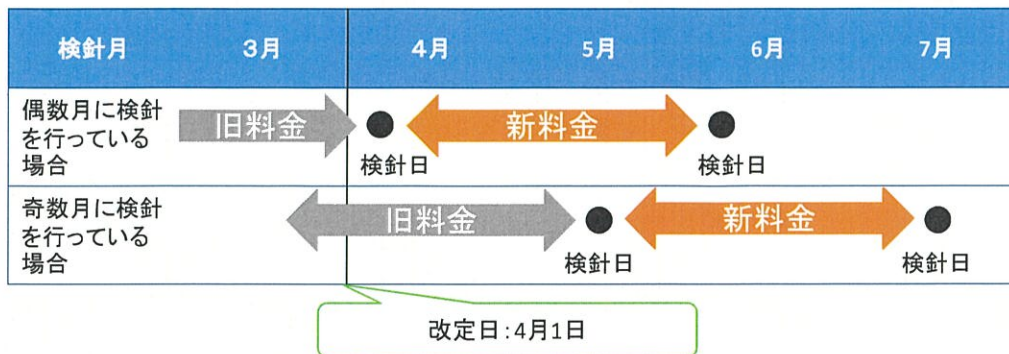 検針月 3月 4月 5月 6月 7月
偶数月に検針
を行っている
場合
旧料金
新料金
検針日
検針日
奇数月に検針
を行っている
場合
旧料金
新料金
検針日
検針日
改定日:4月1日